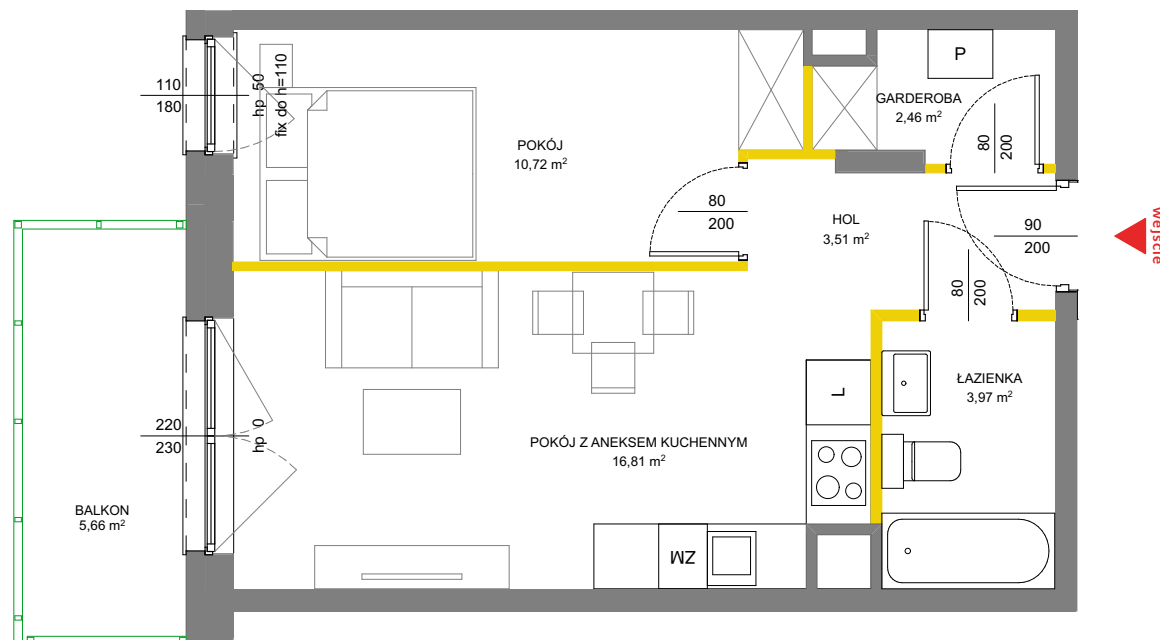 110
180
hp 50
fix do h=110
POKÓJ
10,72 m²
P
GARDEROBA
2,46 m²
80
200
80
200
HOL
3,51 m²
90
200
wejście
80
200
220
230
hp 0
L
ŁAZIENKA
3,97 m²
POKÓJ Z ANEKSEM KUCHENNYM
16,81 m²
BALKON
5,66 m²
ZM